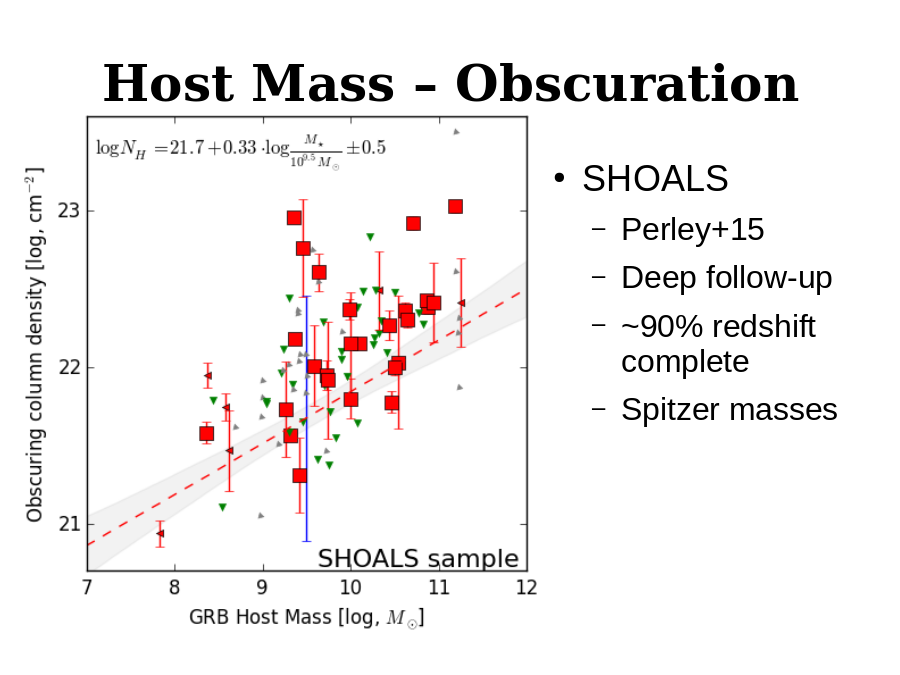 Host Mass – Obscuration
logN_H =21.7+0.33 ·log M⋆/10^9.5 M⊙ ±0.5
Obscuring column density [log, cm⁻²]
23
22
21
SHOALS sample
7 8 9 10 11 12
GRB Host Mass [log, M⊙]
• SHOALS
– Perley+15
– Deep follow-up
– ~90% redshift
complete
– Spitzer masses